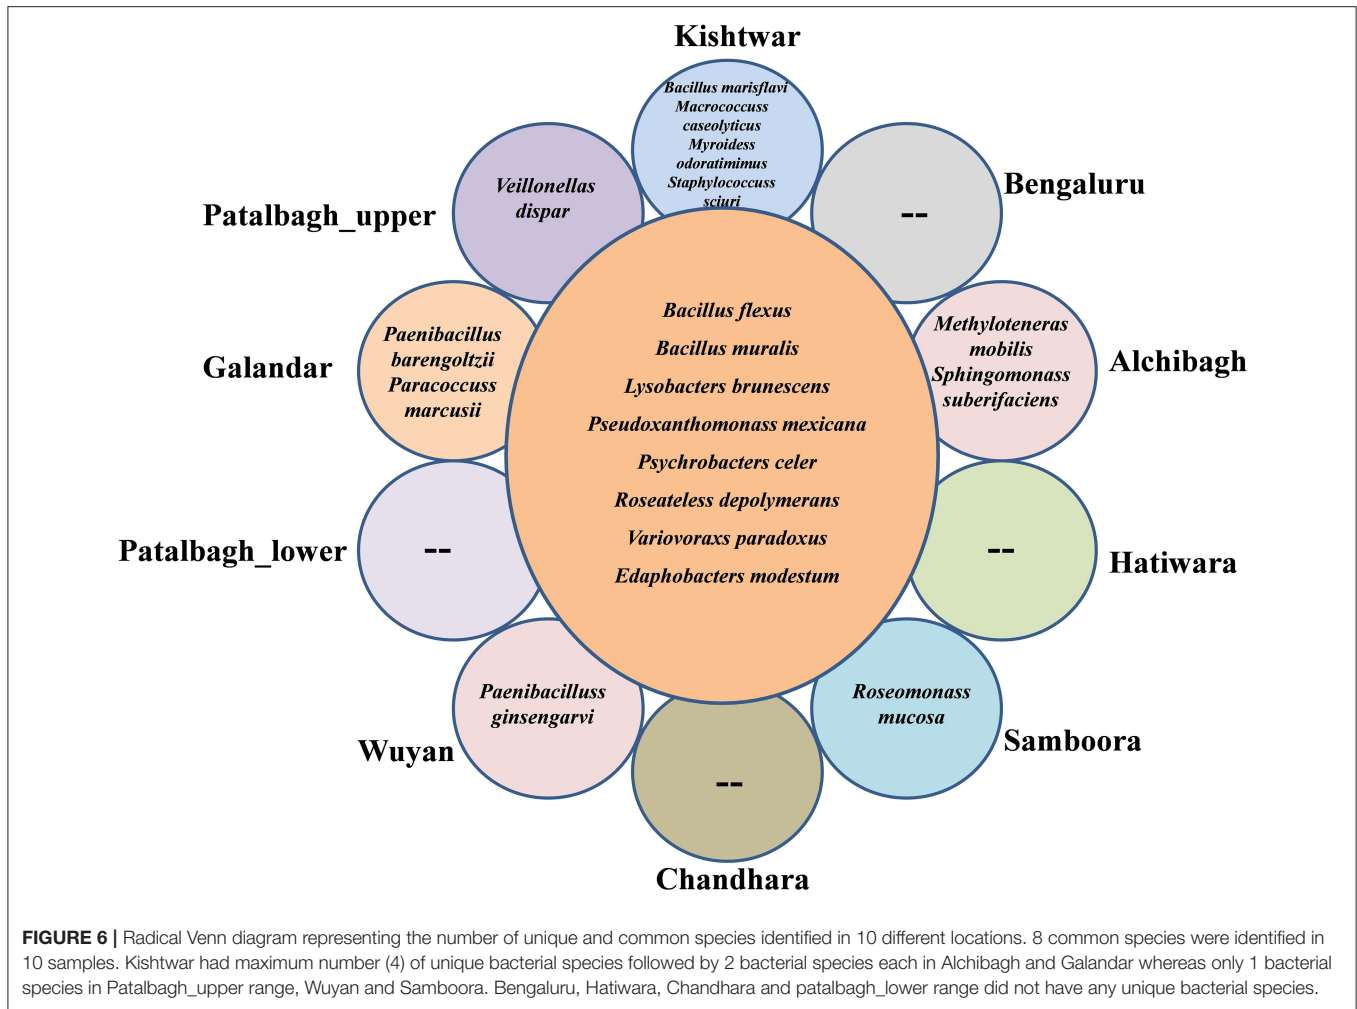 Kishtwar
Bacillus marisflavi
Macrococcuss
caseolyticus
Myroidess
odoratimimus
Staphylococcuss
sciuri
Bengaluru
--
Patalbagh_upper
Veillonellas
dispar
Alchibagh
Methyloteneras
mobilis
Sphingomonass
suberifaciens
Galandar
Paenibacillus
barengoltzii
Paracoccuss
marcusii
Bacillus flexus
Bacillus muralis
Lysobacters brunescens
Pseudoxanthomonass mexicana
Psychrobacters celer
Roseateless depolymerans
Variovoraxs paradoxus
Edaphobacters modestum
Patalbagh_lower
--
Hatiwara
--
Wuyan
Paenibacilluss
ginsengarvi
Samboora
Roseomonass
mucosa
--
Chandhara
FIGURE 6 | Radical Venn diagram representing the number of unique and common species identified in 10 different locations. 8 common species were identified in
10 samples. Kishtwar had maximum number (4) of unique bacterial species followed by 2 bacterial species each in Alchibagh and Galandar whereas only 1 bacterial
species in Patalbagh_upper range, Wuyan and Samboora. Bengaluru, Hatiwara, Chandhara and patalbagh_lower range did not have any unique bacterial species.